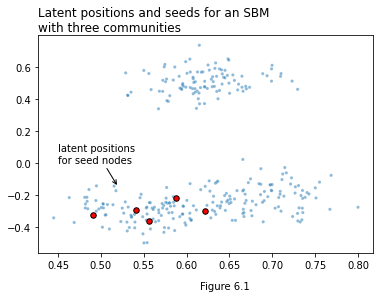 Latent positions and seeds for an SBM
with three communities
0.6
0.4
0.2
0.0
−0.2
−0.4
latent positions
for seed nodes
0.45 0.50 0.55 0.60 0.65 0.70 0.75 0.80
Figure 6.1